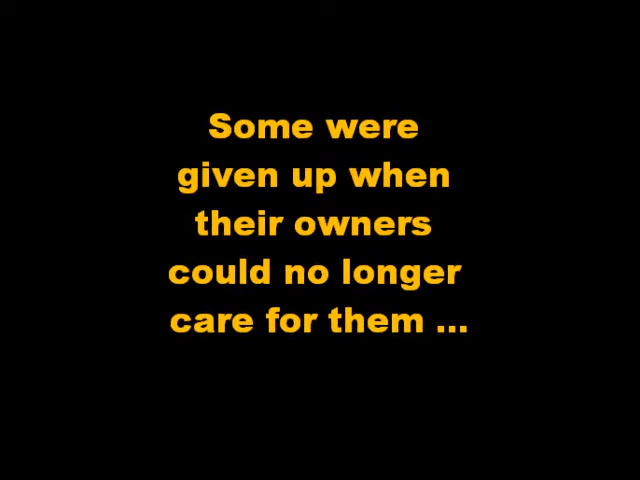 Some were
given up when
their owners
could no longer
care for them ...